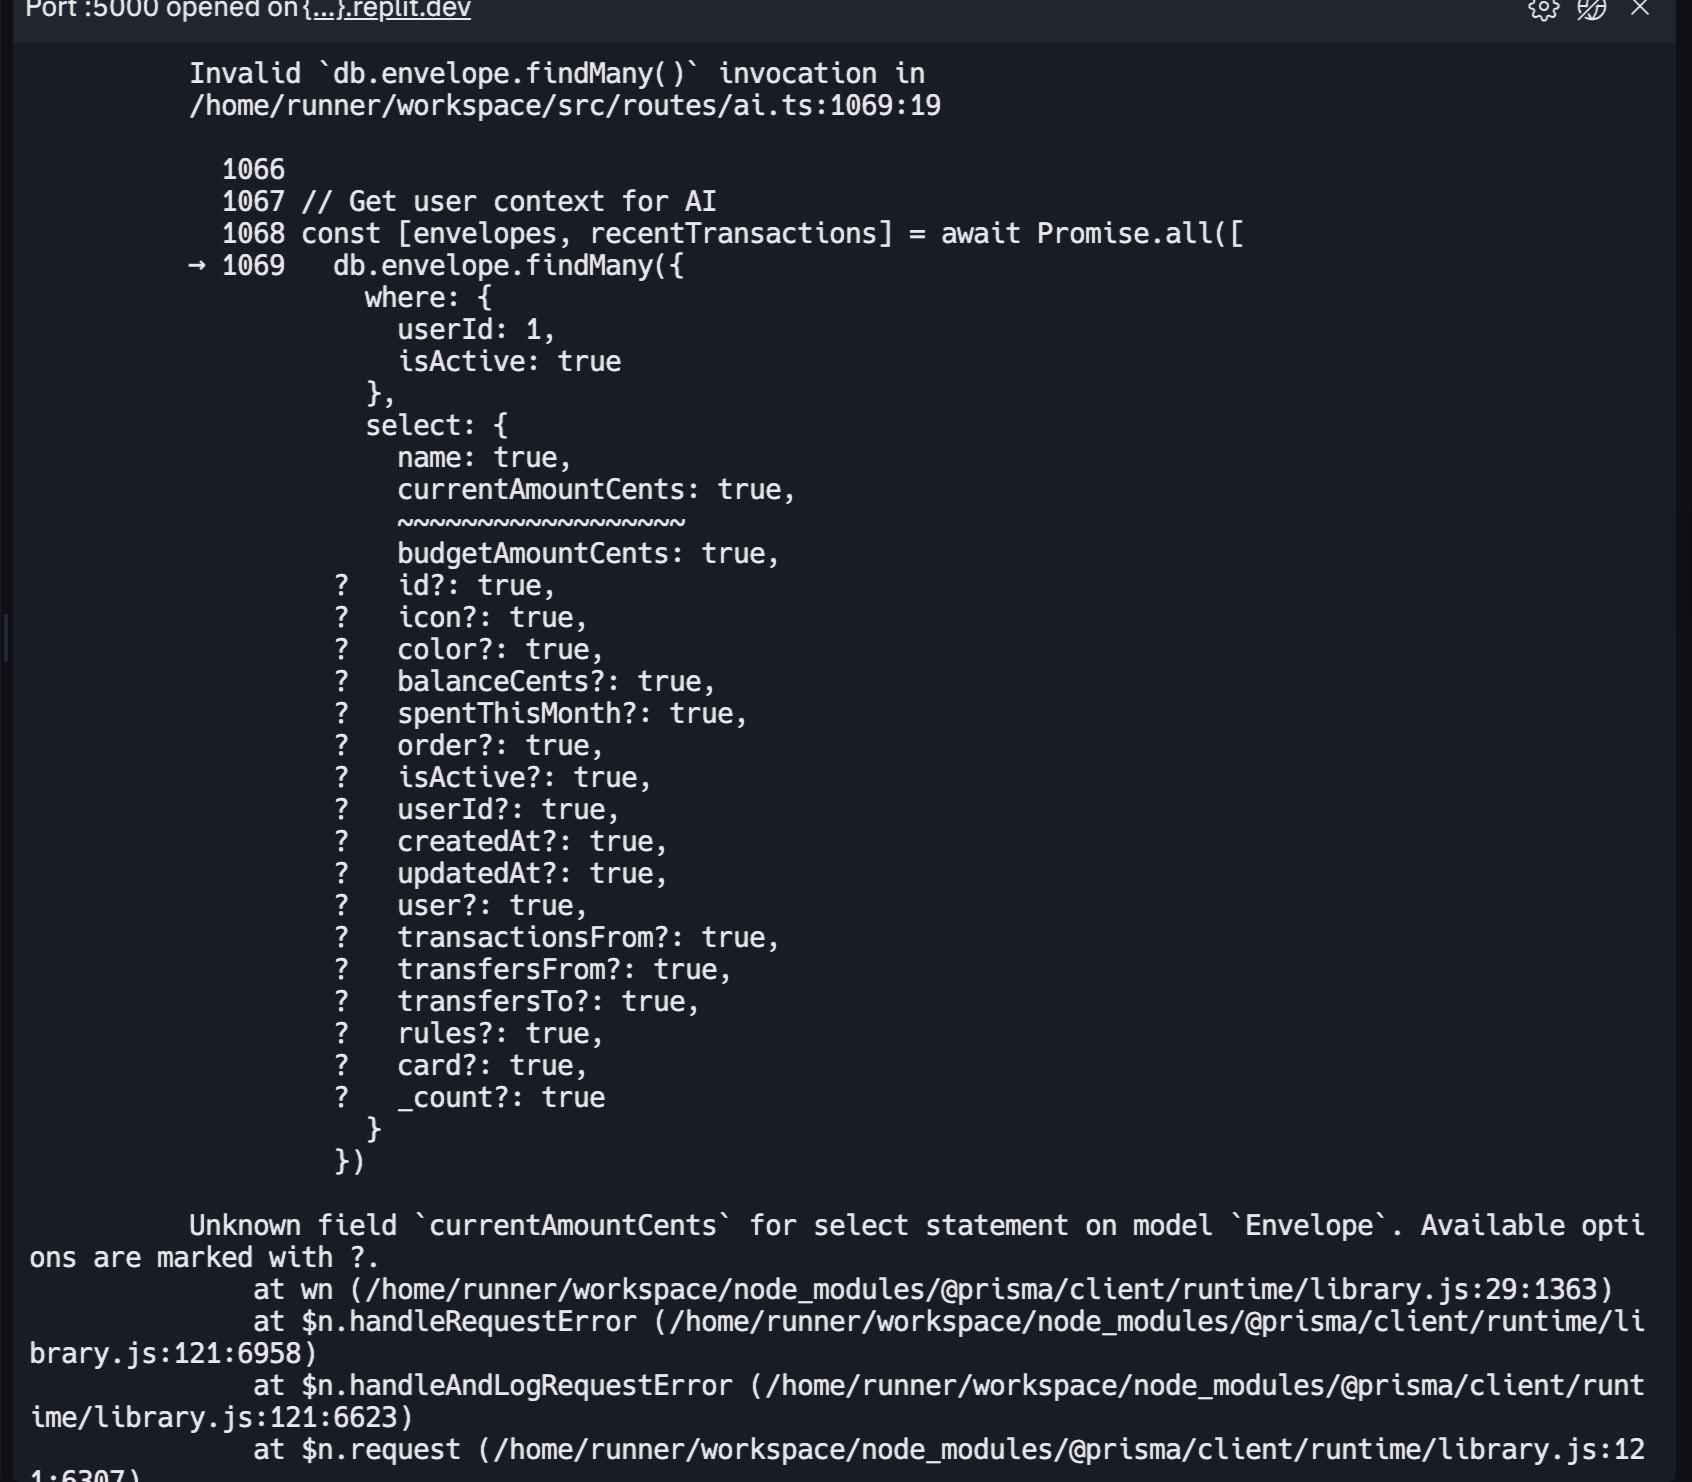 Port :5000 opened on {...}.replit.dev
Invalid `db.envelope.findMany()` invocation in
/home/runner/workspace/src/routes/ai.ts:1069:19
1066
1067 // Get user context for AI
1068 const [envelopes, recentTransactions] = await Promise.all([
→ 1069   db.envelope.findMany({
where: {
userId: 1,
isActive: true
},
select: {
name: true,
currentAmountCents: true,
~~~~~~~~~~~~~~~~~~
budgetAmountCents: true,
?   id?: true,
?   icon?: true,
?   color?: true,
?   balanceCents?: true,
?   spentThisMonth?: true,
?   order?: true,
?   isActive?: true,
?   userId?: true,
?   createdAt?: true,
?   updatedAt?: true,
?   user?: true,
?   transactionsFrom?: true,
?   transfersFrom?: true,
?   transfersTo?: true,
?   rules?: true,
?   card?: true,
?   _count?: true
}
})
Unknown field `currentAmountCents` for select statement on model `Envelope`. Available opti
ons are marked with ?.
at wn (/home/runner/workspace/node_modules/@prisma/client/runtime/library.js:29:1363)
at $n.handleRequestError (/home/runner/workspace/node_modules/@prisma/client/runtime/li
brary.js:121:6958)
at $n.handleAndLogRequestError (/home/runner/workspace/node_modules/@prisma/client/runt
ime/library.js:121:6623)
at $n.request (/home/runner/workspace/node_modules/@prisma/client/runtime/library.js:12
1:6307)